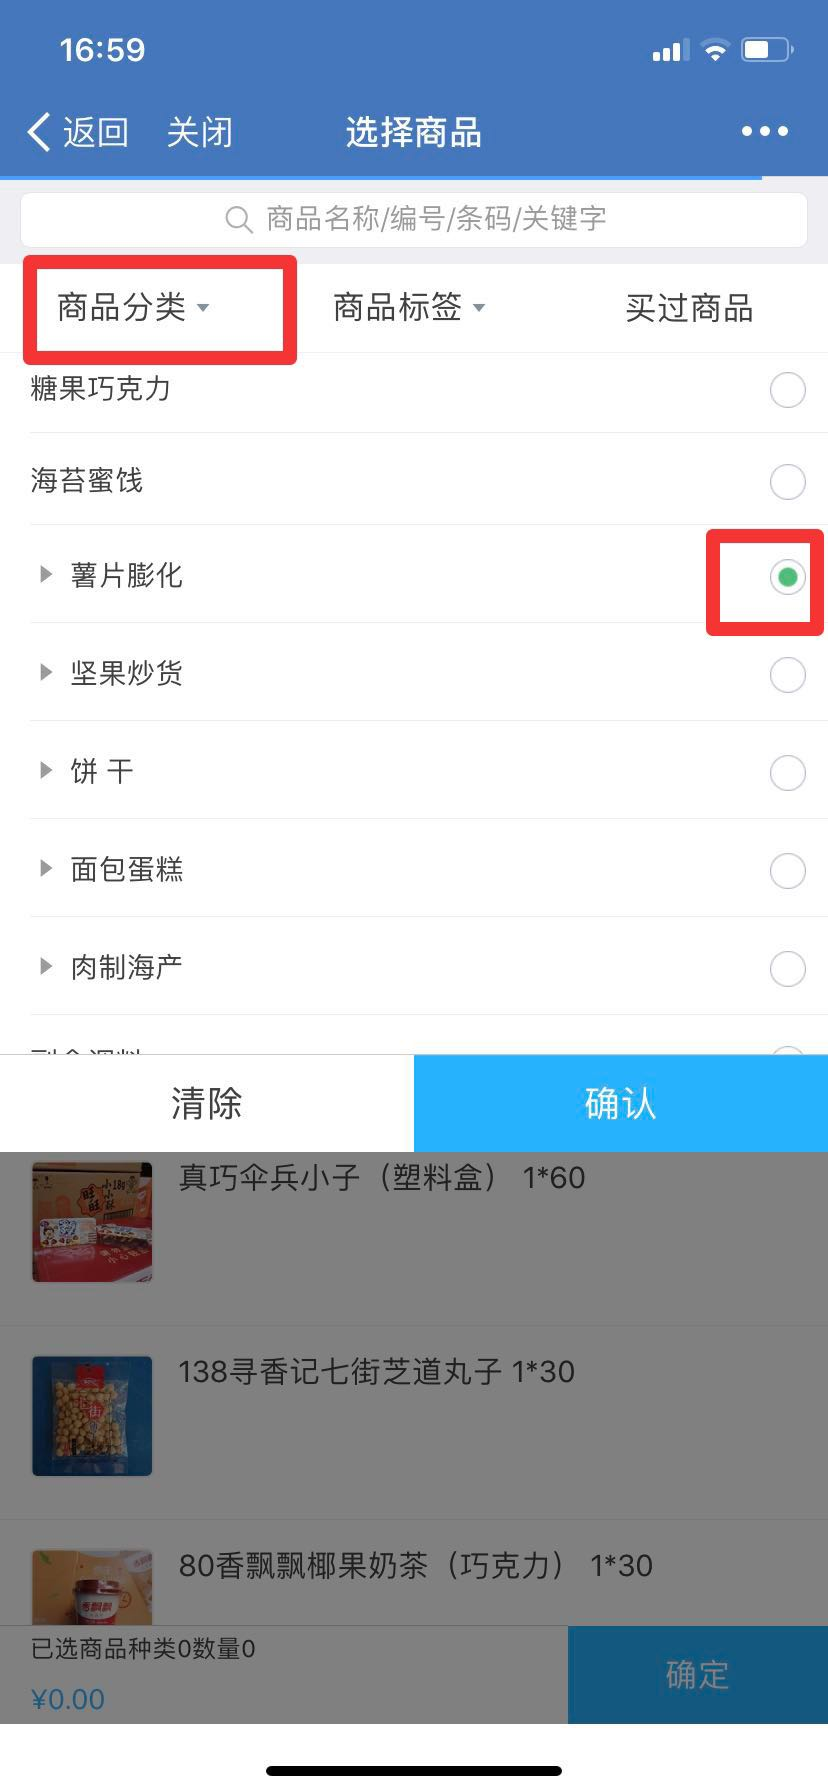 16:59
返回 关闭 选择商品
商品名称/编号/条码/关键字
商品分类 商品标签 买过商品
糖果巧克力
海苔蜜饯
薯片膨化
坚果炒货
饼 干
面包蛋糕
肉制海产
清除 确认
真巧伞兵小子（塑料盒） 1*60
138寻香记七街芝道丸子 1*30
80香飘飘椰果奶茶（巧克力） 1*30
香飘飘
已选商品种类0数量0
¥0.00
确定